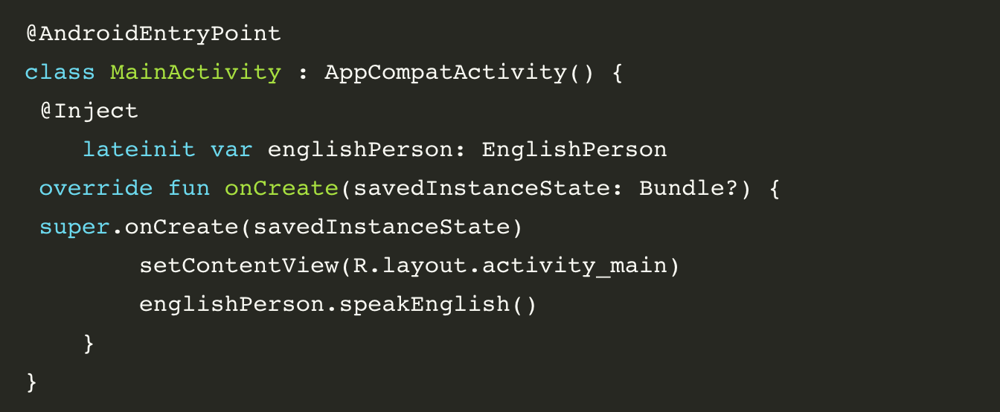 @AndroidEntryPoint
class MainActivity : AppCompatActivity() {
 @Inject
    lateinit var englishPerson: EnglishPerson
 override fun onCreate(savedInstanceState: Bundle?) {
 super.onCreate(savedInstanceState)
        setContentView(R.layout.activity_main)
        englishPerson.speakEnglish()
    }
}